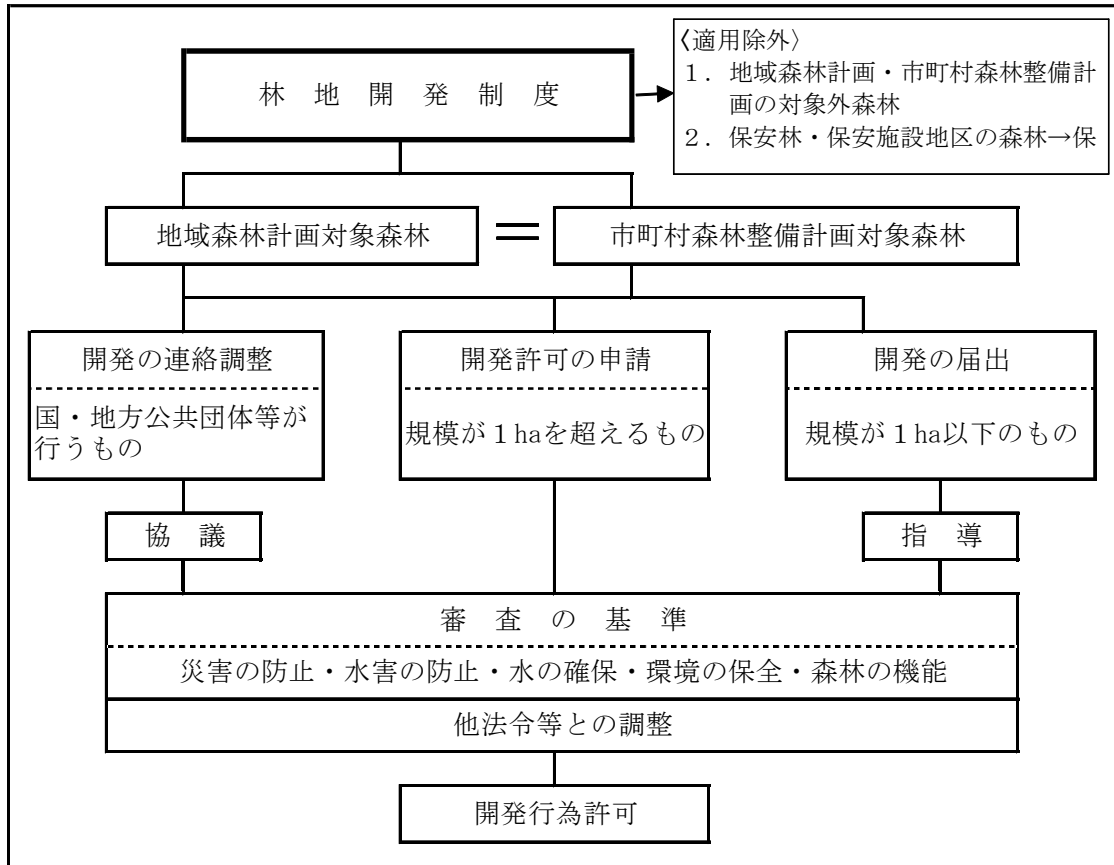 林地開発制度
〈適用除外〉
１．地域森林計画・市町村森林整備計
画の対象外森林
２．保安林・保安施設地区の森林→保
地域森林計画対象森林
＝
市町村森林整備計画対象森林
開発の連絡調整
国・地方公共団体等が
行うもの
開発許可の申請
規模が１haを超えるもの
開発の届出
規模が１ha以下のもの
協議
指導
審査の基準
災害の防止・水害の防止・水の確保・環境の保全・森林の機能
他法令等との調整
開発行為許可